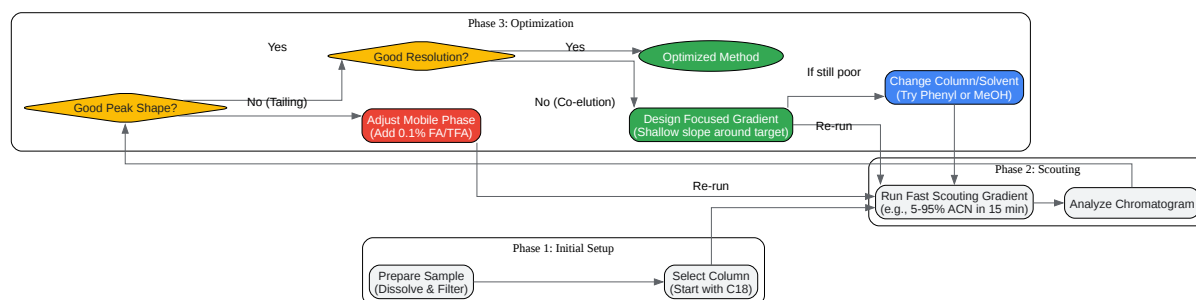 Phase 3: Optimization
Yes
Good Resolution?
Yes
Optimized Method
If still poor
Change Column/Solvent
(Try Phenyl or MeOH)
Good Peak Shape?
No (Tailing)
Adjust Mobile Phase
(Add 0.1% FA/TFA)
No (Co-elution)
Design Focused Gradient
(Shallow slope around target)
Re-run
Phase 2: Scouting
Re-run
Run Fast Scouting Gradient
(e.g., 5-95% ACN in 15 min)
Analyze Chromatogram
Phase 1: Initial Setup
Prepare Sample
(Dissolve & Filter)
Select Column
(Start with C18)